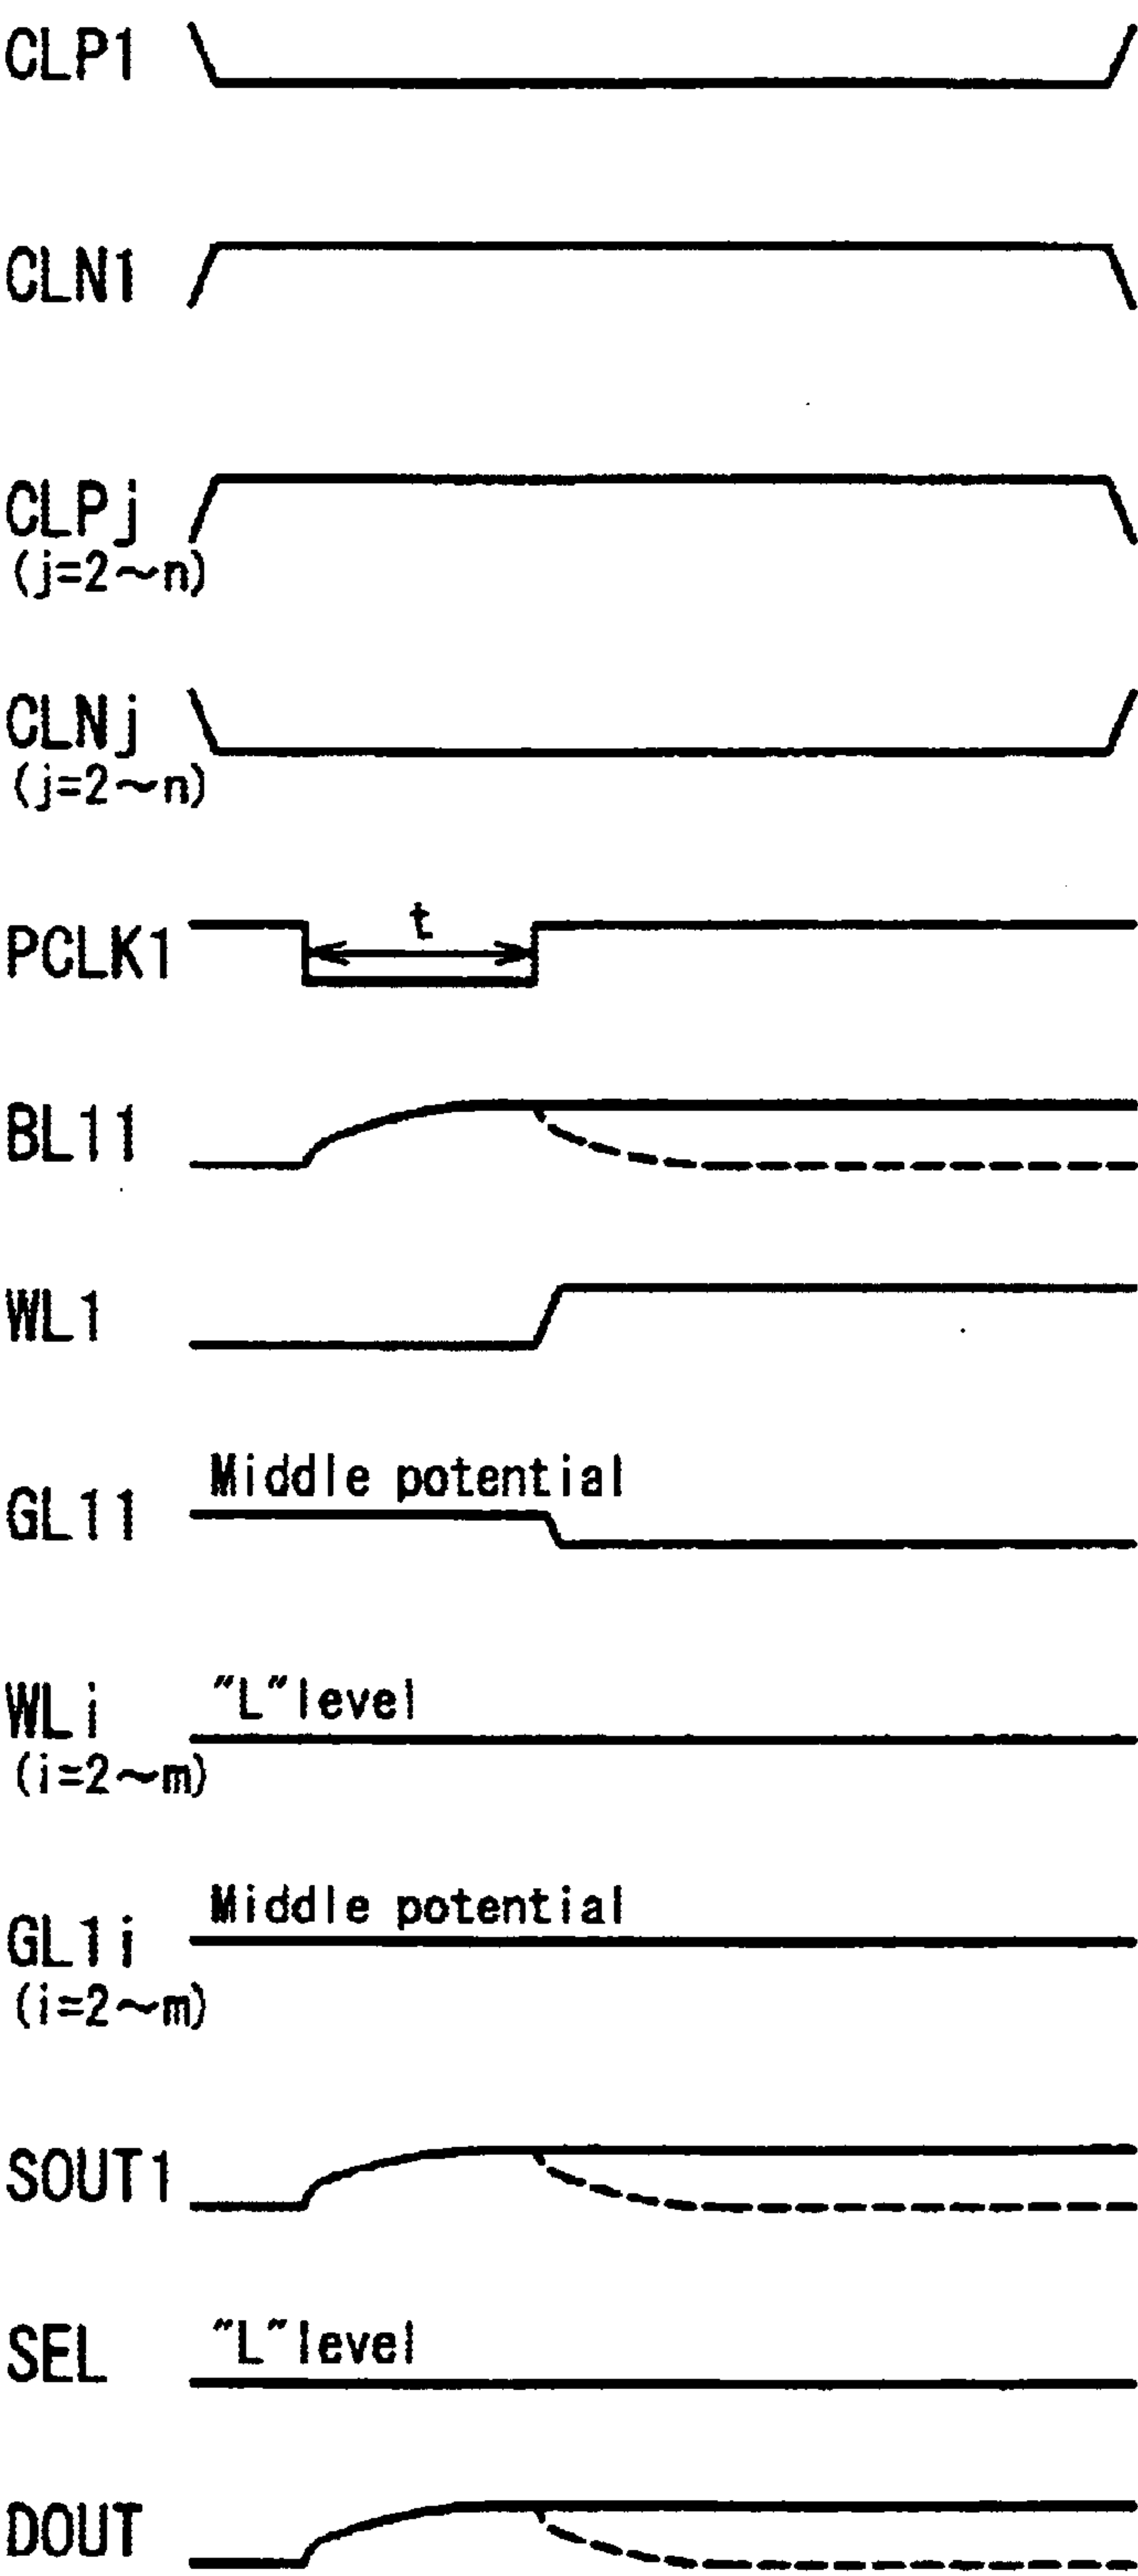 CLP1
CLN1
CLPj
(j=2～n)
CLNj
(j=2～n)
PCLK1
t
BL11
WL1
GL11
Middle potential
WLi
(i=2～m)
"L"level
GL1i
(i=2～m)
Middle potential
SOUT1
SEL
"L"level
DOUT